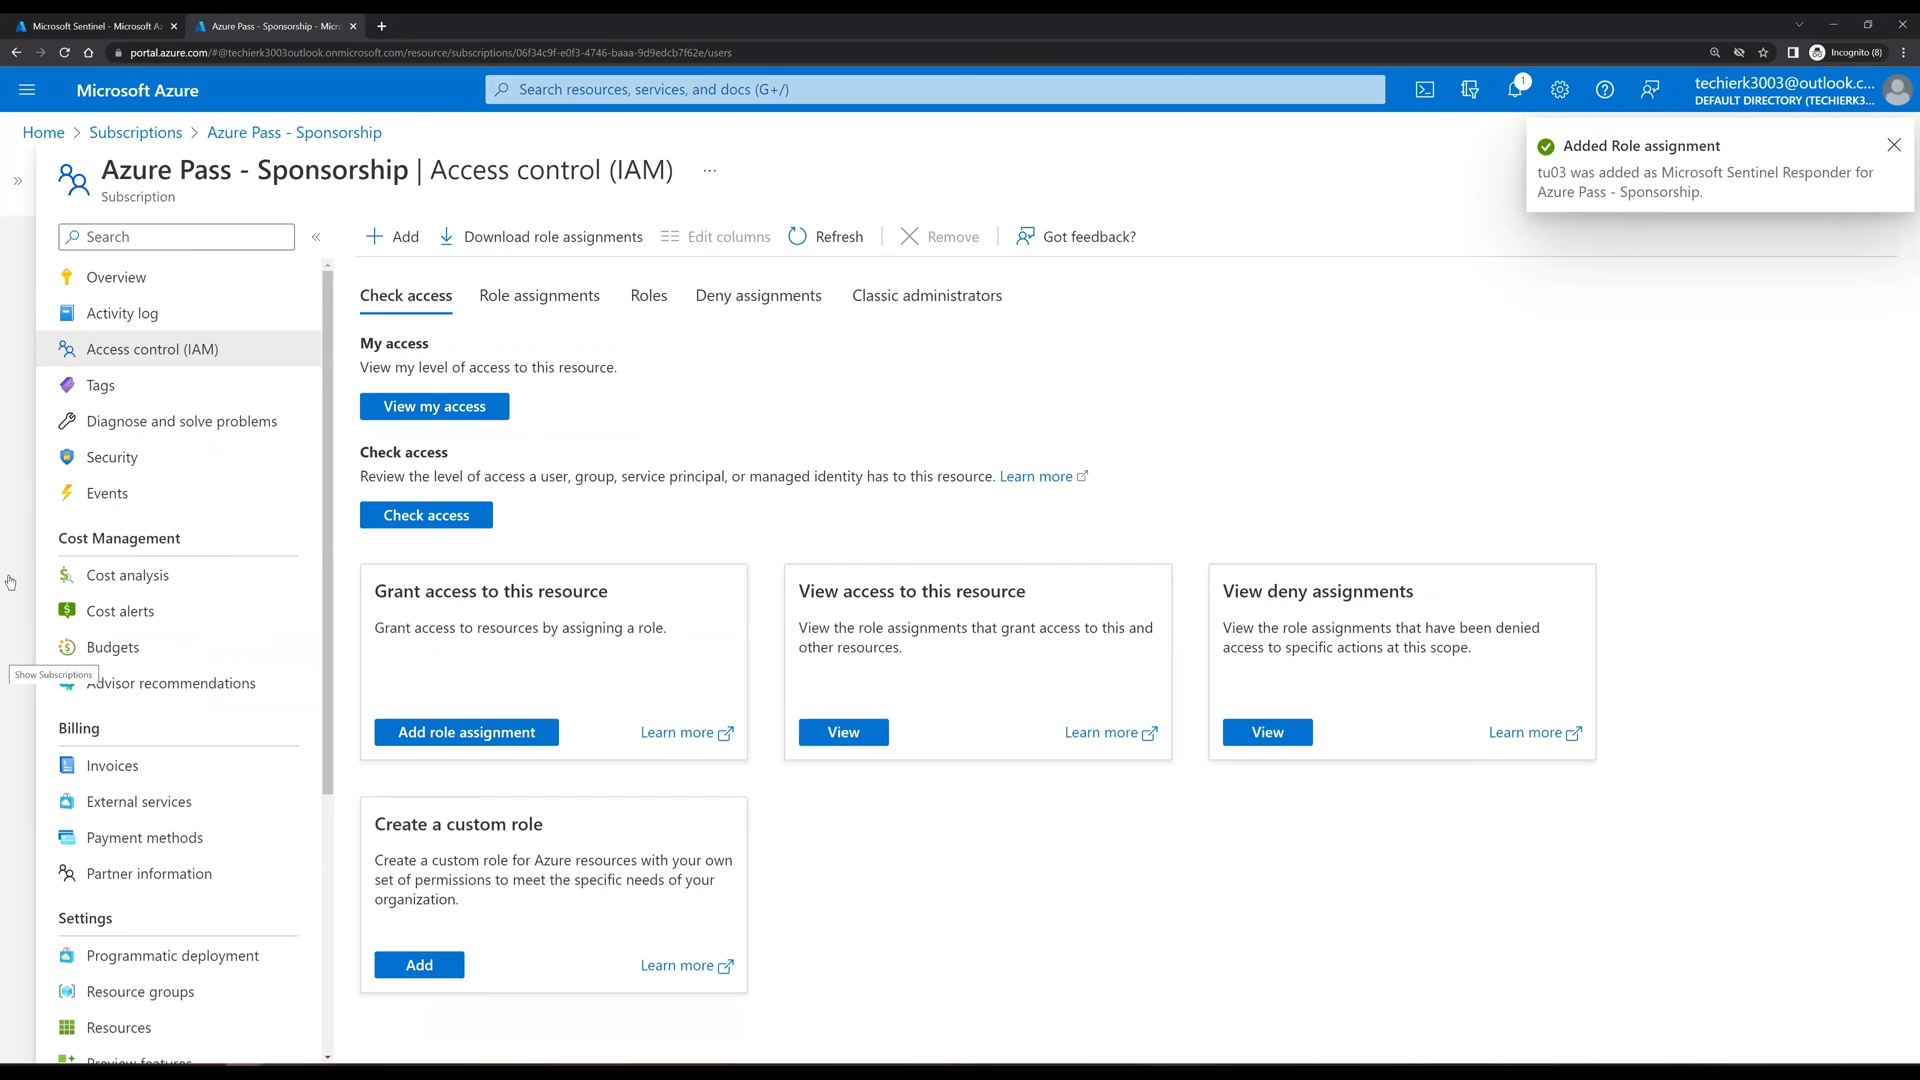 Microsoft Sentinel - Microsoft Az
Azure Pass - Sponsorship - Micro
portal.azure.com/#@techierk3003outlook.onmicrosoft.com/resource/subscriptions/06f34c9f-e0f3-4746-baaa-9d9edcb7f62e/users
Incognito (8)
Microsoft Azure
Search resources, services, and docs (G+/)
1
techierk3003@outlook.c...
DEFAULT DIRECTORY (TECHIERK3...
Home > Subscriptions > Azure Pass - Sponsorship
Azure Pass - Sponsorship | Access control (IAM) ...
Subscription
Added Role assignment
tu03 was added as Microsoft Sentinel Responder for
Azure Pass - Sponsorship.
Search
Add
Download role assignments
Edit columns
Refresh
Remove
Got feedback?
Overview
Activity log
Access control (IAM)
Tags
Diagnose and solve problems
Security
Events
Cost Management
Cost analysis
Cost alerts
Budgets
Show Subscriptions
Advisor recommendations
Billing
Invoices
External services
Payment methods
Partner information
Settings
Programmatic deployment
Resource groups
Resources
Preview features
Check access
Role assignments
Roles
Deny assignments
Classic administrators
My access
View my level of access to this resource.
View my access
Check access
Review the level of access a user, group, service principal, or managed identity has to this resource. Learn more
Check access
Grant access to this resource
Grant access to resources by assigning a role.
Add role assignment
Learn more
View access to this resource
View the role assignments that grant access to this and
other resources.
View
Learn more
View deny assignments
View the role assignments that have been denied
access to specific actions at this scope.
View
Learn more
Create a custom role
Create a custom role for Azure resources with your own
set of permissions to meet the specific needs of your
organization.
Add
Learn more